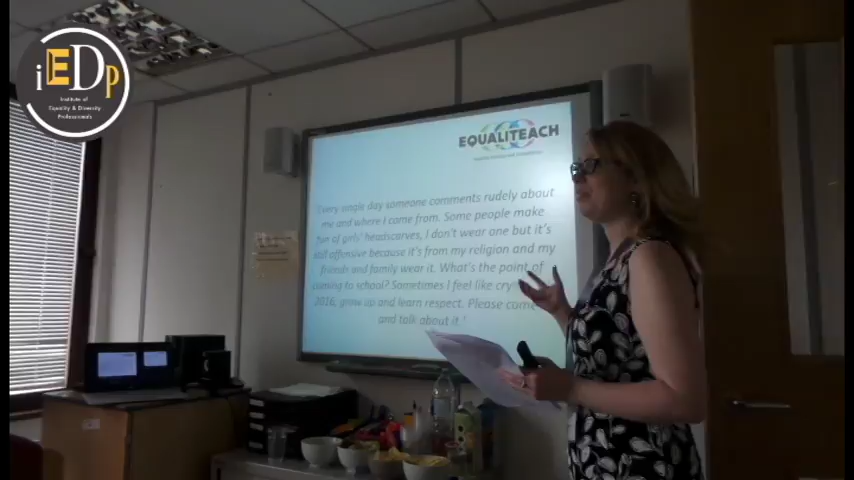 iEDp
Institute of
Equality & Diversity
Professionals
EQUALITEACH
'Every single day someone comments rudely about
me and where I come from. Some people make
fun of girls' headscarves, I don't wear one but it's
still offensive because it's from my religion and my
friends and family wear it. What's the point of
coming to school? Sometimes I feel like
2016, grow up and learn respect. Please come
and talk about it.'